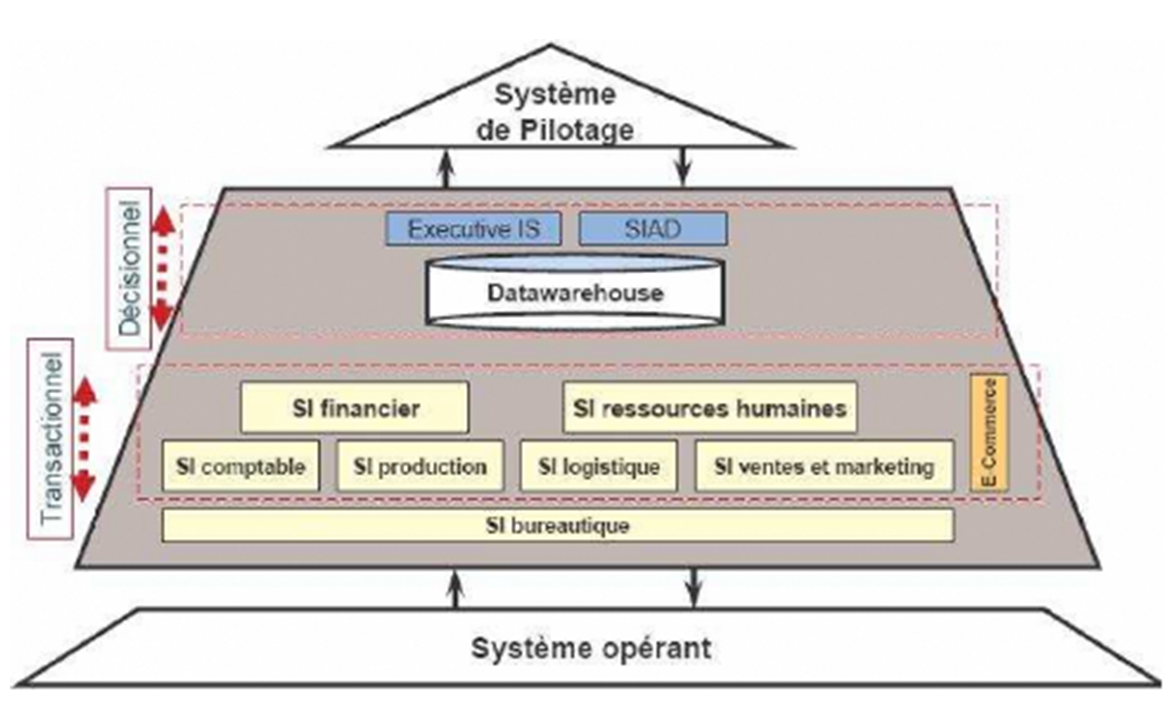 Système
de Pilotage
Décisionnel
Executive IS
SIAD
Datawarehouse
Transactionnel
SI financier
SI ressources humaines
E-Commerce
SI comptable
SI production
SI logistique
SI ventes et marketing
SI bureautique
Système opérant